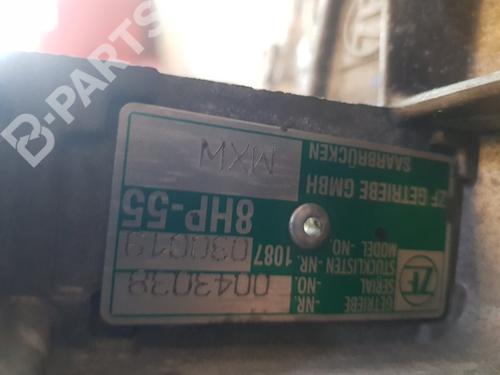 GETRIEBE -NR.
SERIAL -NO. 0043028
STÜCKLISTEN -NR. 1087
MODEL -NO. 030019
8HP-55
MXW
ZF GETRIEBE GMBH
SAARBRÜCKEN
ZF
B-PARTS